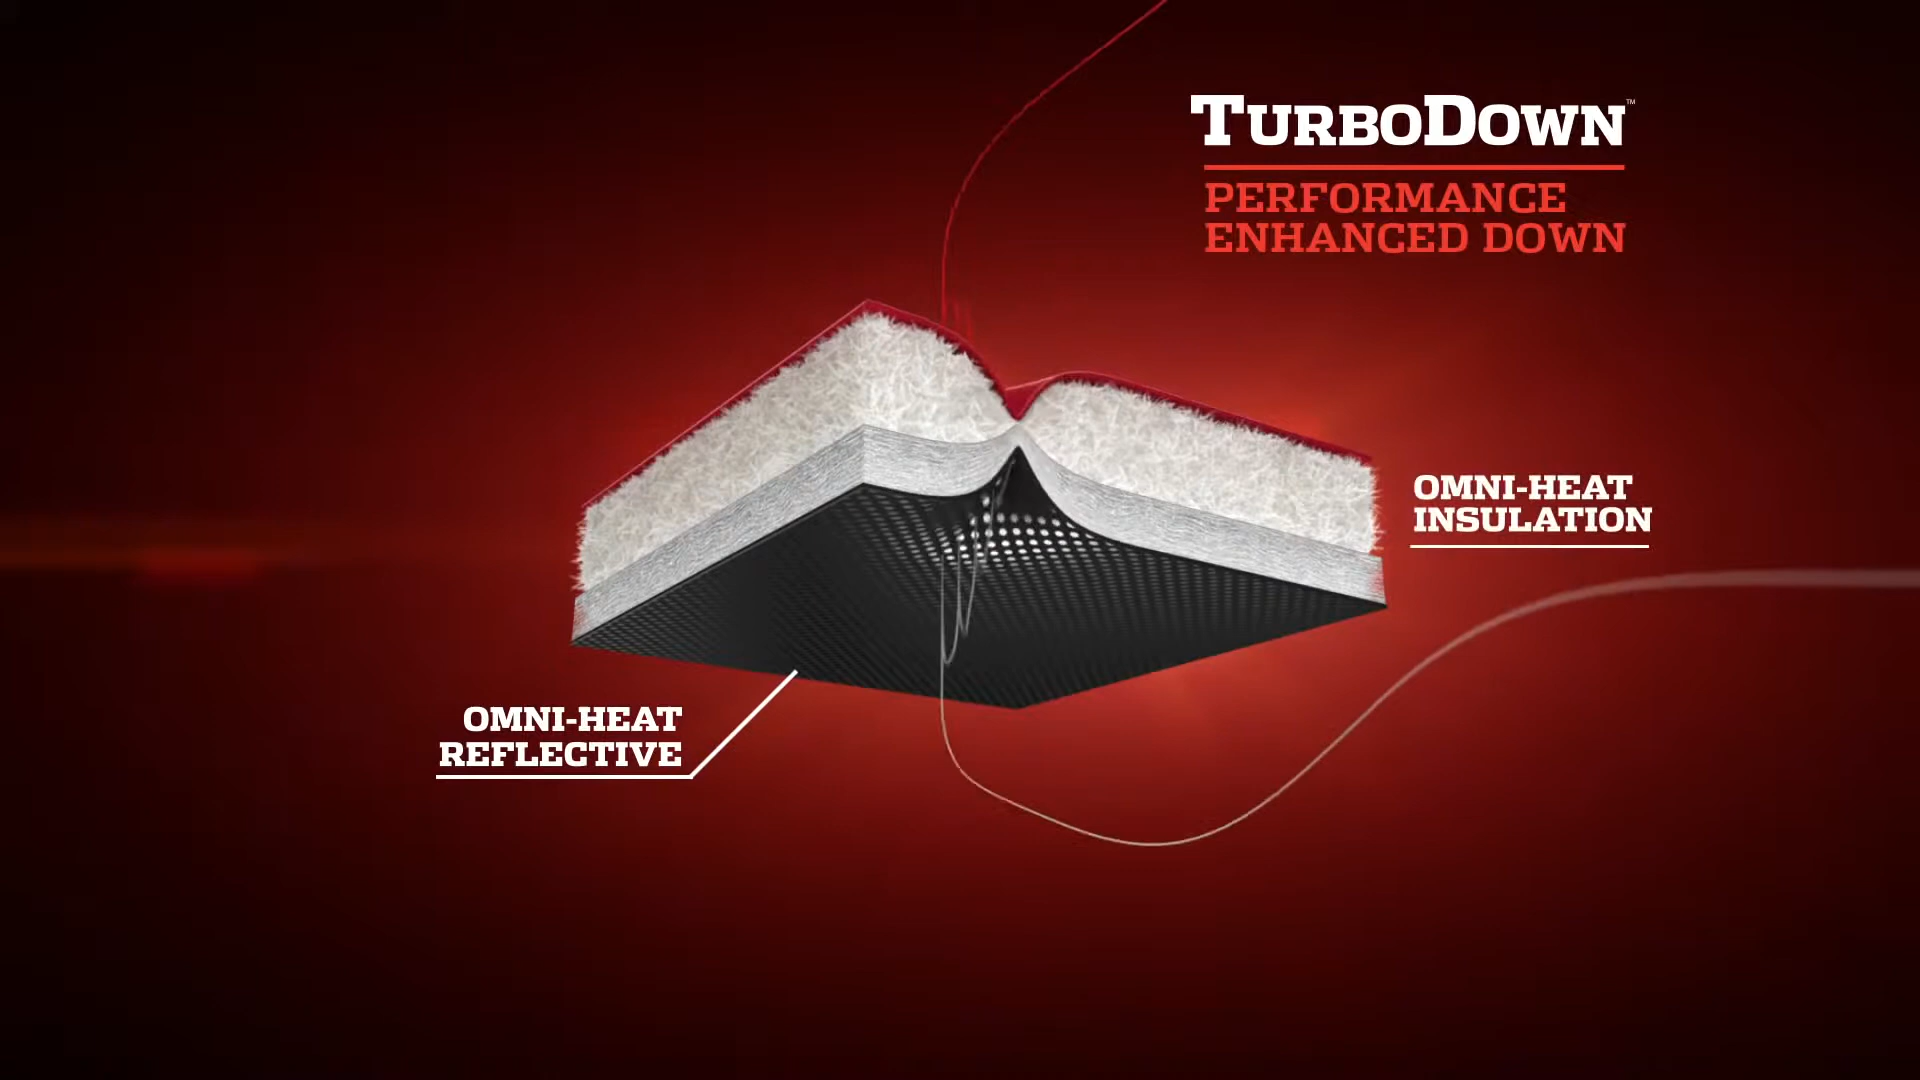 TURBODOWN™
PERFORMANCE
ENHANCED DOWN
OMNI-HEAT
INSULATION
OMNI-HEAT
REFLECTIVE